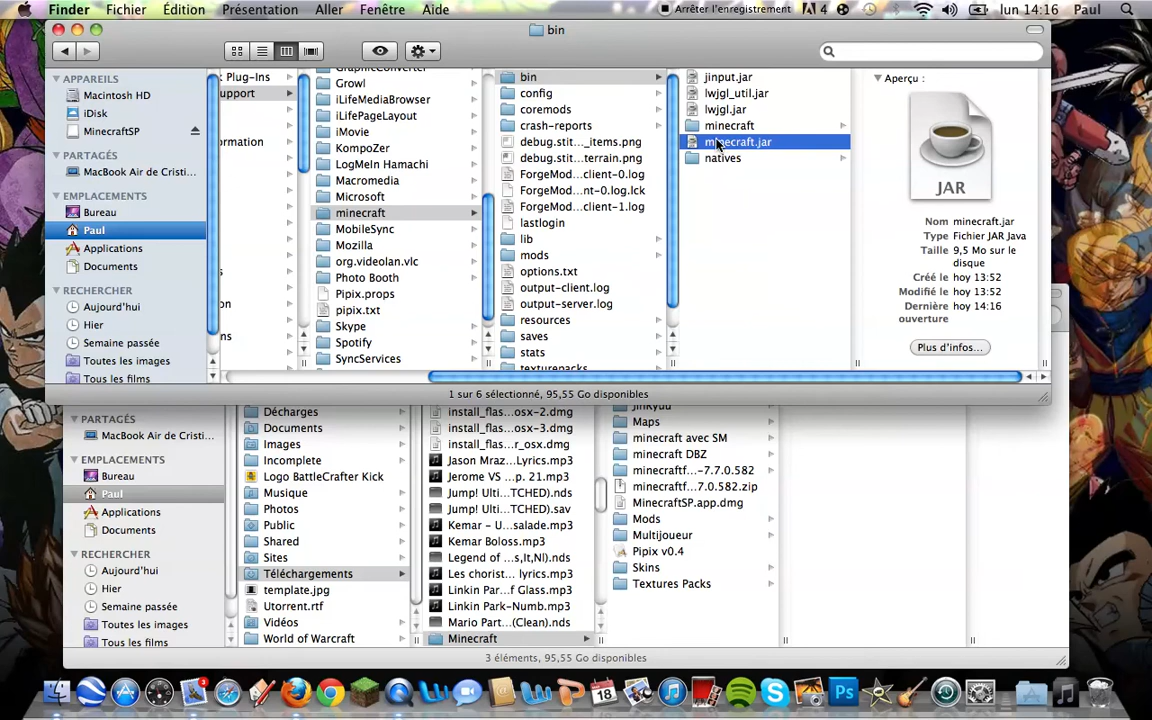 Finder Fichier Édition Présentation Aller Fenêtre Aide Arrêter l'enregistrement 4 lun 14:16 Paul
bin
APPAREILS
Macintosh HD
iDisk
MinecraftSP
PARTAGÉS
MacBook Air de Cristi...
EMPLACEMENTS
Bureau
Paul
Applications
Documents
RECHERCHER
Aujourd'hui
Hier
Semaine passée
Toutes les images
Tous les films
t Plug-Ins
upport
ormation
Growl
iLifeMediaBrowser
iLifePageLayout
iMovie
KompoZer
LogMeIn Hamachi
Macromedia
Microsoft
minecraft
MobileSync
Mozilla
org.videolan.vlc
Photo Booth
Pipix.props
pipix.txt
Skype
Spotify
SyncServices
bin
config
coremods
crash-reports
debug.stit..._items.png
debug.stit...terrain.png
ForgeMod...client-0.log
ForgeMod...nt-0.log.lck
ForgeMod...client-1.log
lastlogin
lib
mods
options.txt
output-client.log
output-server.log
resources
saves
stats
texturepacks
jinput.jar
lwjgl_util.jar
lwjgl.jar
minecraft
minecraft.jar
natives
Aperçu :
JAR
Nom minecraft.jar
Type Fichier JAR Java
Taille 9,5 Mo sur le
disque
Créé le hoy 13:52
Modifié le hoy 13:52
Dernière hoy 14:16
ouverture
Plus d'infos...
1 sur 6 sélectionné, 95,55 Go disponibles
PARTAGÉS
MacBook Air de Cristi...
EMPLACEMENTS
Bureau
Paul
Applications
Documents
RECHERCHER
Aujourd'hui
Hier
Semaine passée
Toutes les images
Tous les films
Décharges
Documents
Images
Incomplete
Logo BattleCrafter Kick
Musique
Photos
Public
Shared
Sites
Téléchargements
template.jpg
Utorrent.rtf
Vidéos
World of Warcraft
install_flas...osx-2.dmg
install_flas...osx-3.dmg
install_flas...r_osx.dmg
Jason Mraz...Lyrics.mp3
Jerome VS ... p. 21.mp3
Jump! Ulti...TCHED).nds
Jump! Ulti...TCHED).sav
Kemar - U...salade.mp3
Kemar Boloss.mp3
Legend of ...s,It,Nl).nds
Les chorist... lyrics.mp3
Linkin Par...f Glass.mp3
Linkin Park-Numb.mp3
Mario Part...(Clean).nds
Minecraft
JinRyuu
Maps
minecraft avec SM
minecraft DBZ
minecraftf...-7.7.0.582
minecraftf...7.0.582.zip
MinecraftSP.app.dmg
Mods
Multijoueur
Pipix v0.4
Skins
Textures Packs
3 éléments, 95,55 Go disponibles
3
18
Ps